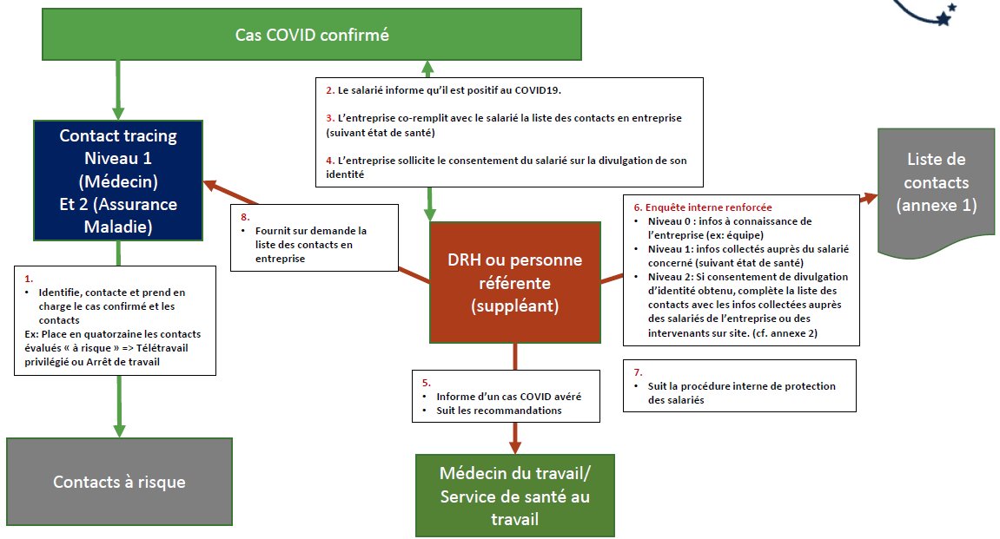 Cas COVID confirmé
2. Le salarié informe qu'il est positif au COVID19.
3. L'entreprise co-remplit avec le salarié la liste des contacts en entreprise
(suivant état de santé)
4. L'entreprise sollicite le consentement du salarié sur la divulgation de son
identité
Contact tracing
Niveau 1
(Médecin)
Et 2 (Assurance
Maladie)
Liste de
contacts
(annexe 1)
8.
• Fournit sur demande la
liste des contacts en
entreprise
DRH ou personne
référente
(suppléant)
6. Enquête interne renforcée
• Niveau 0 : infos à connaissance de
l'entreprise (ex: équipe)
• Niveau 1: infos collectés auprès du salarié
concerné (suivant état de santé)
• Niveau 2: Si consentement de divulgation
d'identité obtenu, complète la liste des
contacts avec les infos collectées auprès
des salariés de l'entreprise ou des
intervenants sur site. (cf. annexe 2)
1.
• Identifie, contacte et prend en
charge le cas confirmé et les
contacts
Ex: Place en quatorzaine les contacts
évalués « à risque » => Télétravail
privilégié ou Arrêt de travail
5.
• Informe d'un cas COVID avéré
• Suit les recommandations
7.
• Suit la procédure interne de protection
des salariés
Contacts à risque
Médecin du travail/
Service de santé au
travail